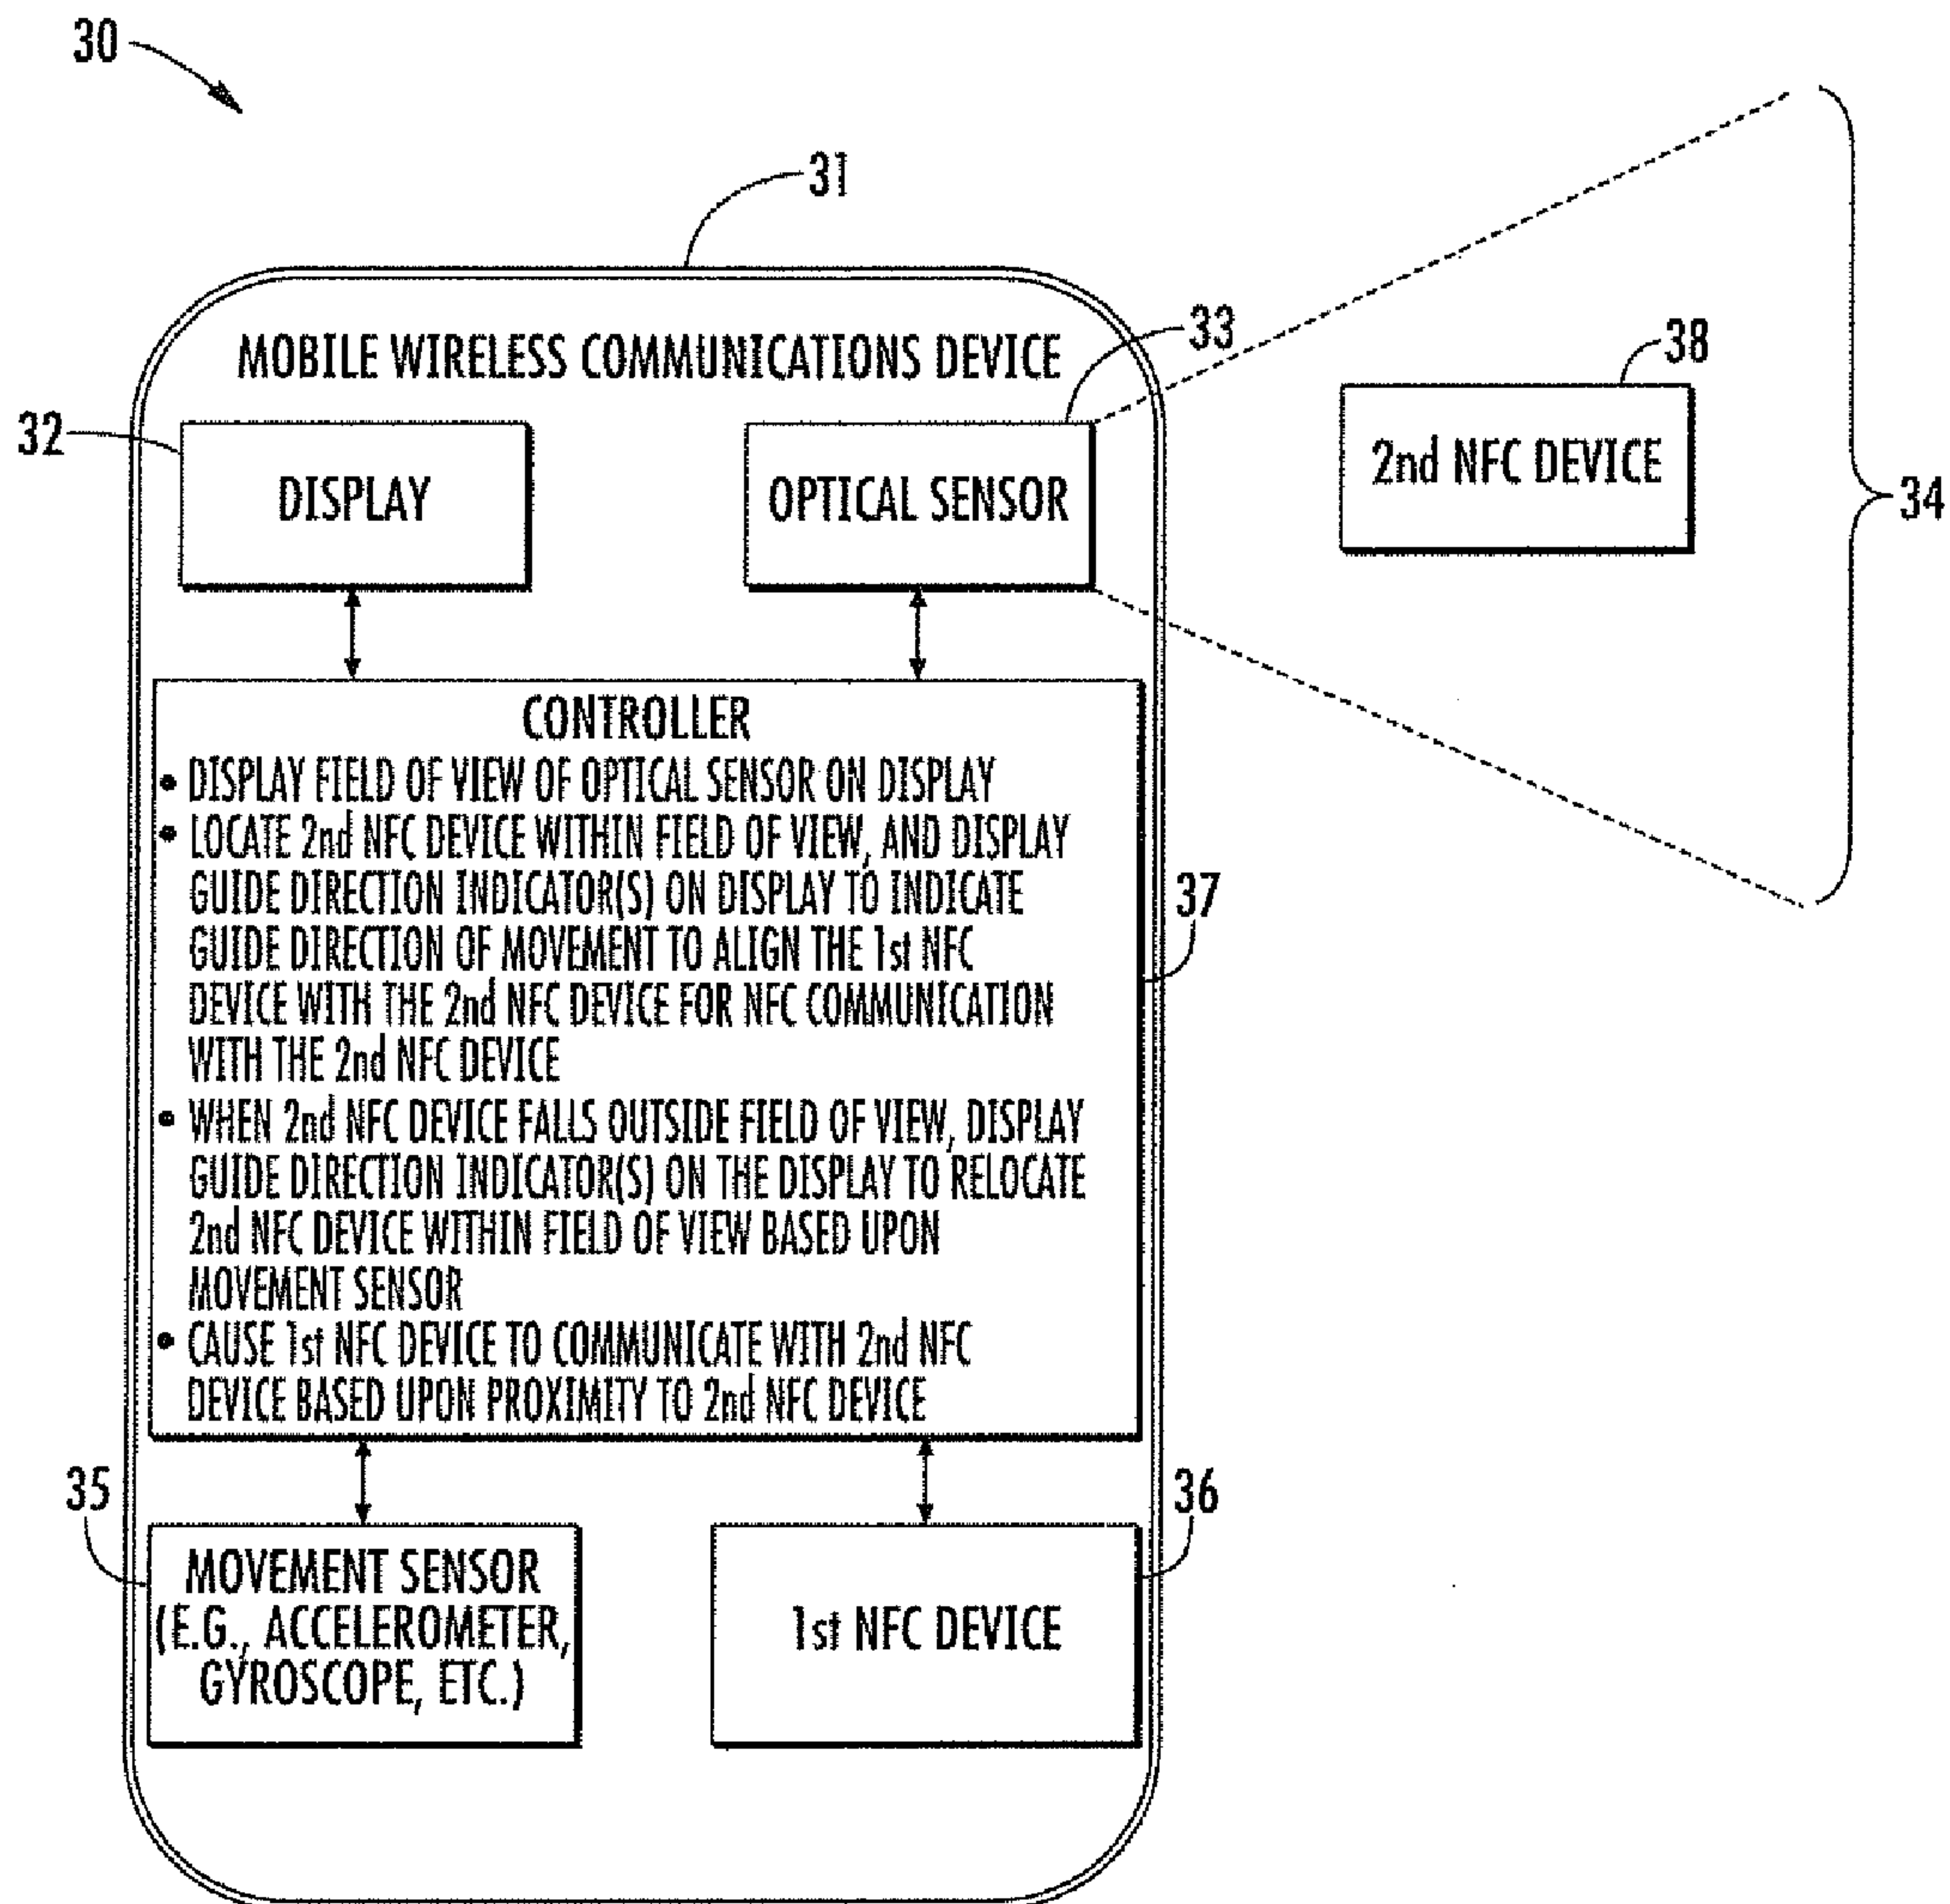 30
31
MOBILE WIRELESS COMMUNICATIONS DEVICE
33
32
DISPLAY
OPTICAL SENSOR
38
2nd NFC DEVICE
34
CONTROLLER
• DISPLAY FIELD OF VIEW OF OPTICAL SENSOR ON DISPLAY
• LOCATE 2nd NFC DEVICE WITHIN FIELD OF VIEW, AND DISPLAY
GUIDE DIRECTION INDICATOR(S) ON DISPLAY TO INDICATE
GUIDE DIRECTION OF MOVEMENT TO ALIGN THE 1st NFC
DEVICE WITH THE 2nd NFC DEVICE FOR NFC COMMUNICATION
WITH THE 2nd NFC DEVICE
• WHEN 2nd NFC DEVICE FALLS OUTSIDE FIELD OF VIEW, DISPLAY
GUIDE DIRECTION INDICATOR(S) ON THE DISPLAY TO RELOCATE
2nd NFC DEVICE WITHIN FIELD OF VIEW BASED UPON
MOVEMENT SENSOR
• CAUSE 1st NFC DEVICE TO COMMUNICATE WITH 2nd NFC
DEVICE BASED UPON PROXIMITY TO 2nd NFC DEVICE
37
35
MOVEMENT SENSOR
(E.G., ACCELEROMETER,
GYROSCOPE, ETC.)
36
1st NFC DEVICE